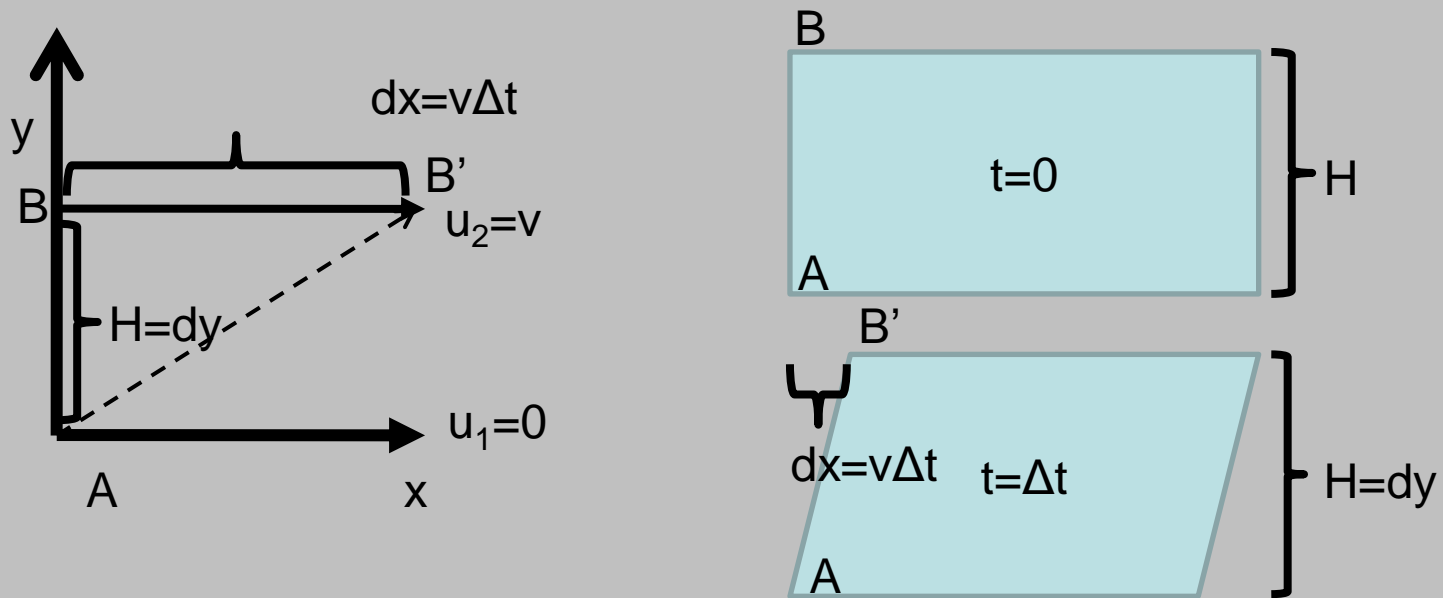 dx=vΔt
y
B
B’
u₂=v
H=dy
u₁=0
A
x
B
t=0
H
A
B’
dx=vΔt
t=Δt
H=dy
A